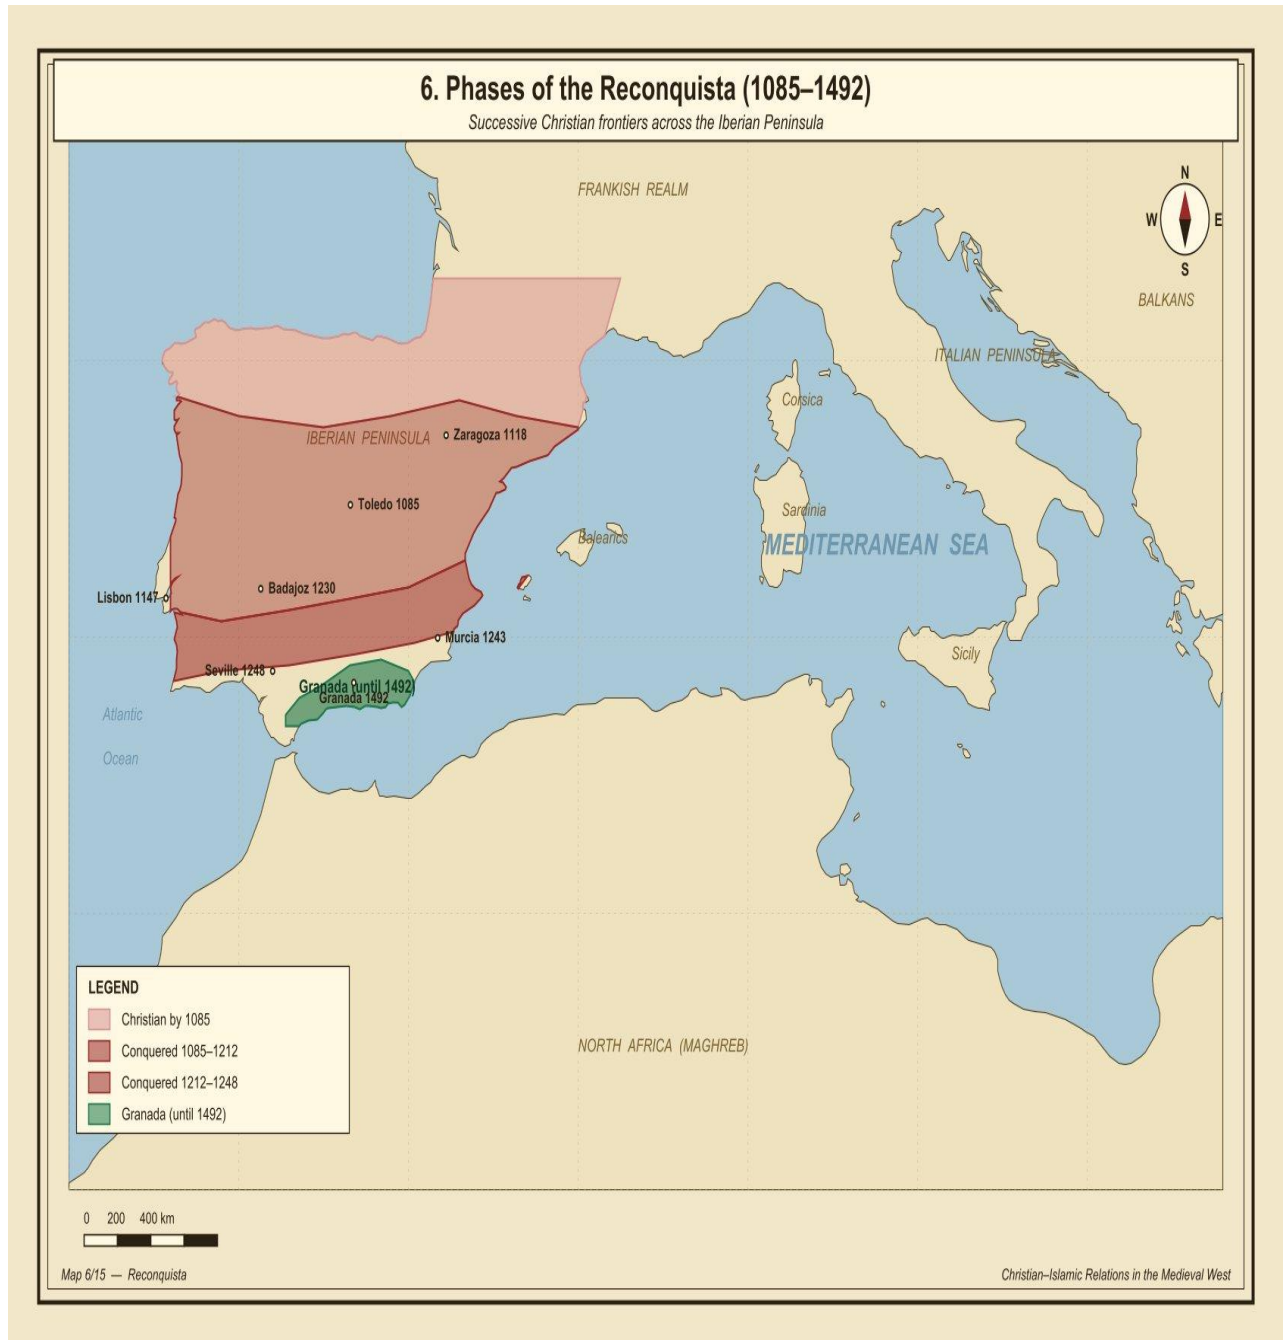 6. Phases of the Reconquista (1085–1492)
Successive Christian frontiers across the Iberian Peninsula
FRANKISH REALM
N
W
E
S
BALKANS
ITALIAN PENINSULA
Corsica
IBERIAN PENINSULA
Zaragoza 1118
Toledo 1085
Sardinia
Balearics
MEDITERRANEAN SEA
Badajoz 1230
Lisbon 1147
Murcia 1243
Sicily
Seville 1248
Granada (until 1492)
Granada 1492
Atlantic
Ocean
LEGEND
Christian by 1085
Conquered 1085–1212
Conquered 1212–1248
Granada (until 1492)
NORTH AFRICA (MAGHREB)
0 200 400 km
Map 6/15 — Reconquista
Christian–Islamic Relations in the Medieval West